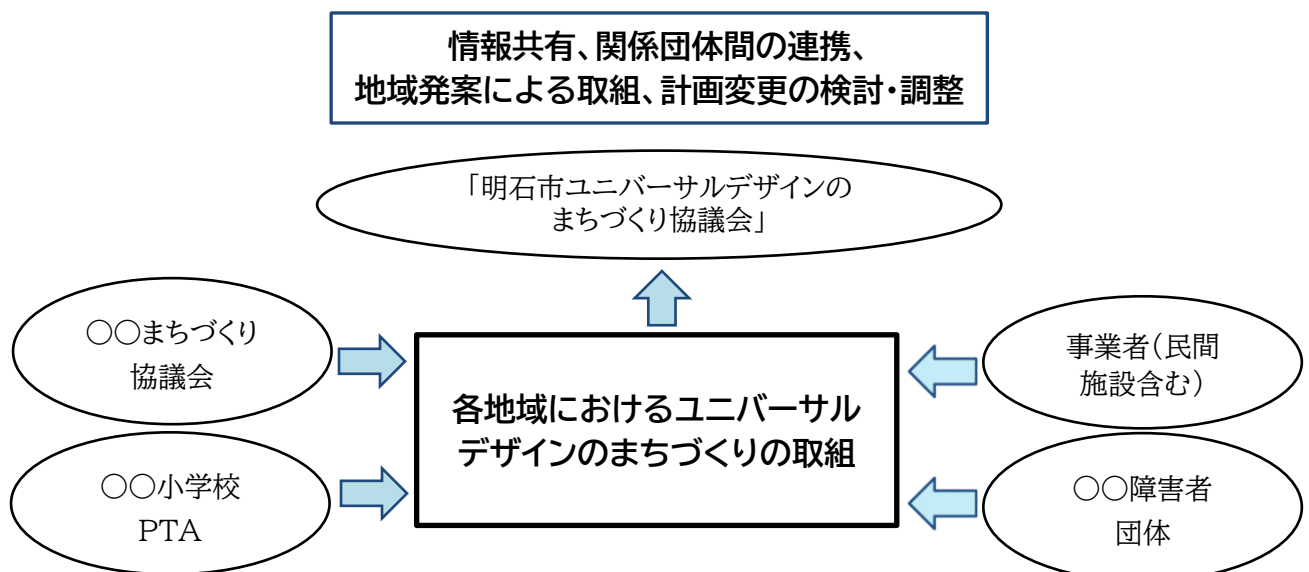 情報共有、関係団体間の連携、
地域発案による取組、計画変更の検討・調整
「明石市ユニバーサルデザインの
まちづくり協議会」
○○まちづくり
協議会
事業者（民間
施設含む）
各地域におけるユニバーサル
デザインのまちづくりの取組
○○小学校
PTA
○○障害者
団体